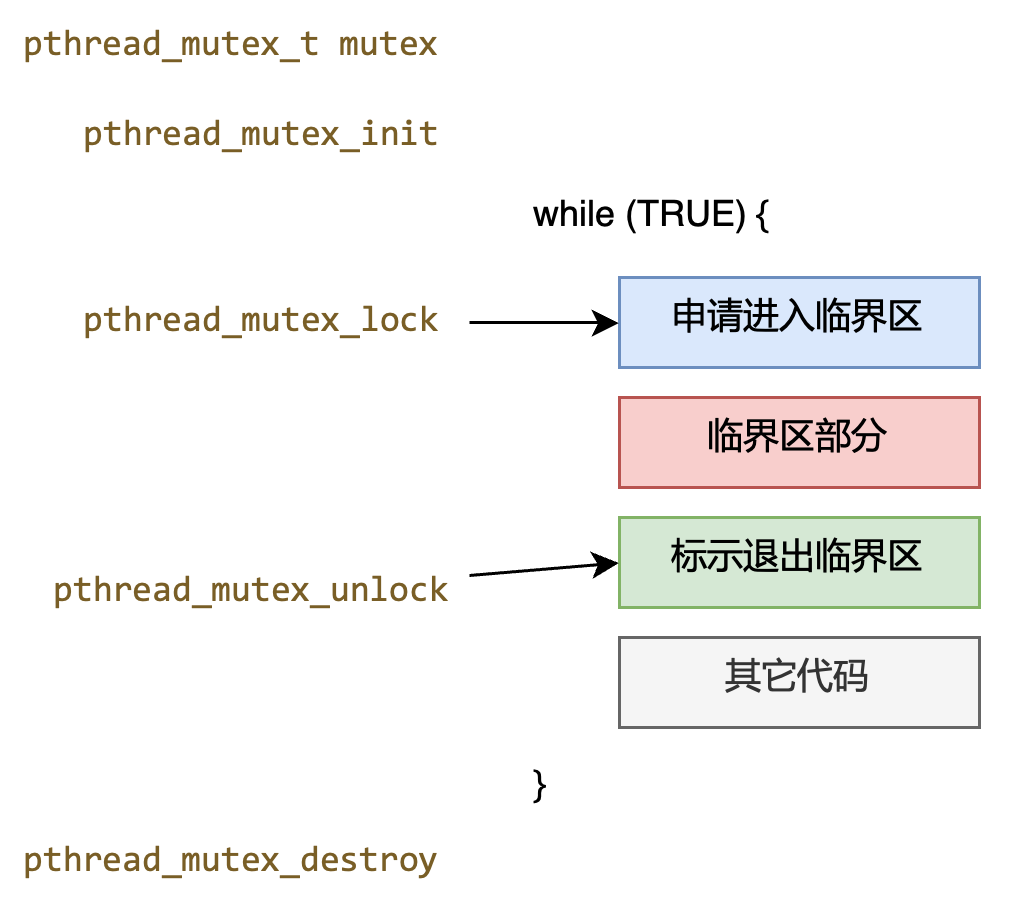 pthread_mutex_t mutex
pthread_mutex_init
while (TRUE) {
pthread_mutex_lock
申请进入临界区
临界区部分
pthread_mutex_unlock
标示退出临界区
其它代码
}
pthread_mutex_destroy